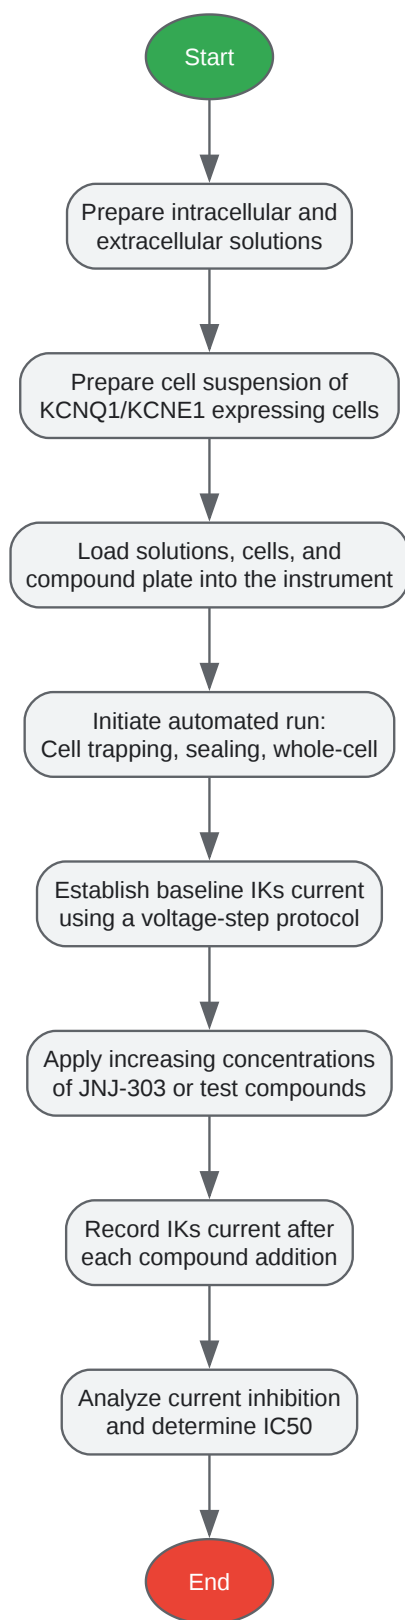 Start
Prepare intracellular and
extracellular solutions
Prepare cell suspension of
KCNQ1/KCNE1 expressing cells
Load solutions, cells, and
compound plate into the instrument
Initiate automated run:
Cell trapping, sealing, whole-cell
Establish baseline IKs current
using a voltage-step protocol
Apply increasing concentrations
of JNJ-303 or test compounds
Record IKs current after
each compound addition
Analyze current inhibition
and determine IC50
End